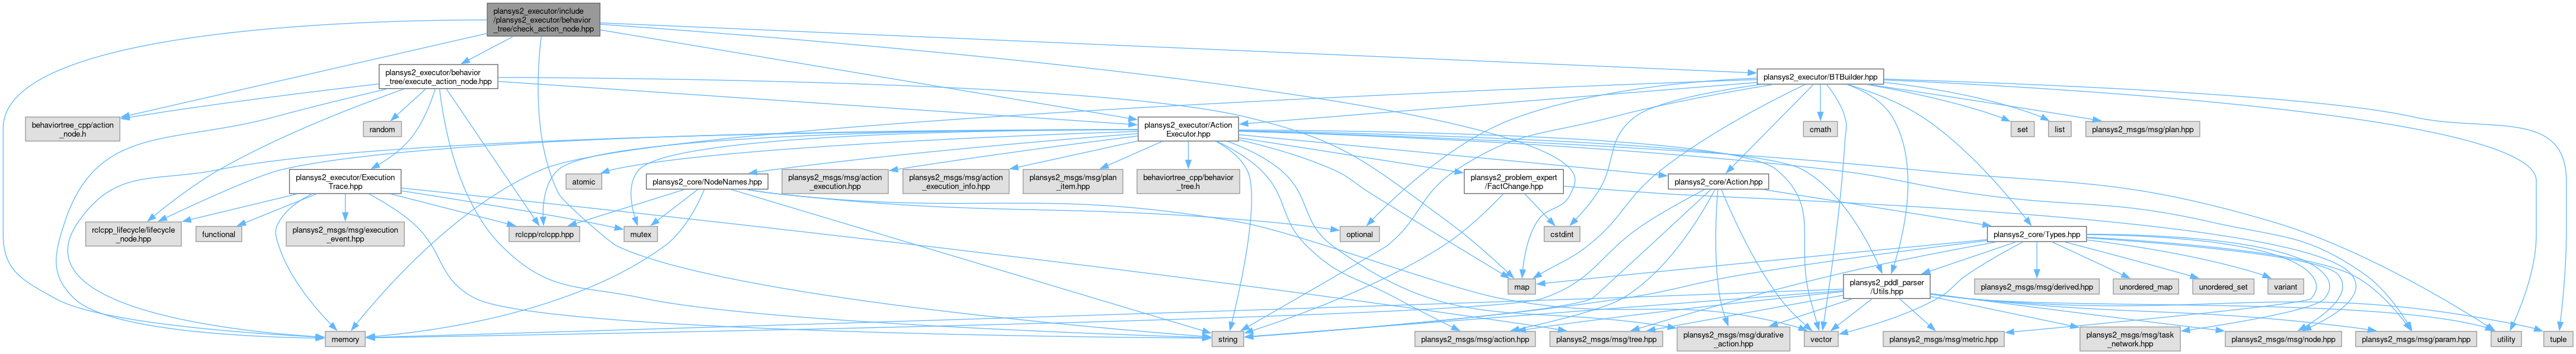 plansys2_executor/include
/plansys2_executor/behavior
_tree/check_action_node.hpp
plansys2_executor/behavior
_tree/execute_action_node.hpp
plansys2_executor/BTBuilder.hpp
behaviortree_cpp/action
_node.h
random
plansys2_executor/Action
Executor.hpp
cmath
set
list
plansys2_msgs/msg/plan.hpp
plansys2_executor/Execution
Trace.hpp
atomic
plansys2_core/NodeNames.hpp
plansys2_msgs/msg/action
_execution.hpp
plansys2_msgs/msg/action
_execution_info.hpp
plansys2_msgs/msg/plan
_item.hpp
behaviortree_cpp/behavior
_tree.h
plansys2_problem_expert
/FactChange.hpp
plansys2_core/Action.hpp
rclcpp_lifecycle/lifecycle
_node.hpp
functional
plansys2_msgs/msg/execution
_event.hpp
rclcpp/rclcpp.hpp
mutex
optional
cstdint
plansys2_core/Types.hpp
map
plansys2_pddl_parser
/Utils.hpp
plansys2_msgs/msg/derived.hpp
unordered_map
unordered_set
variant
memory
string
plansys2_msgs/msg/action.hpp
plansys2_msgs/msg/tree.hpp
plansys2_msgs/msg/durative
_action.hpp
vector
plansys2_msgs/msg/metric.hpp
plansys2_msgs/msg/task
_network.hpp
plansys2_msgs/msg/node.hpp
plansys2_msgs/msg/param.hpp
utility
tuple